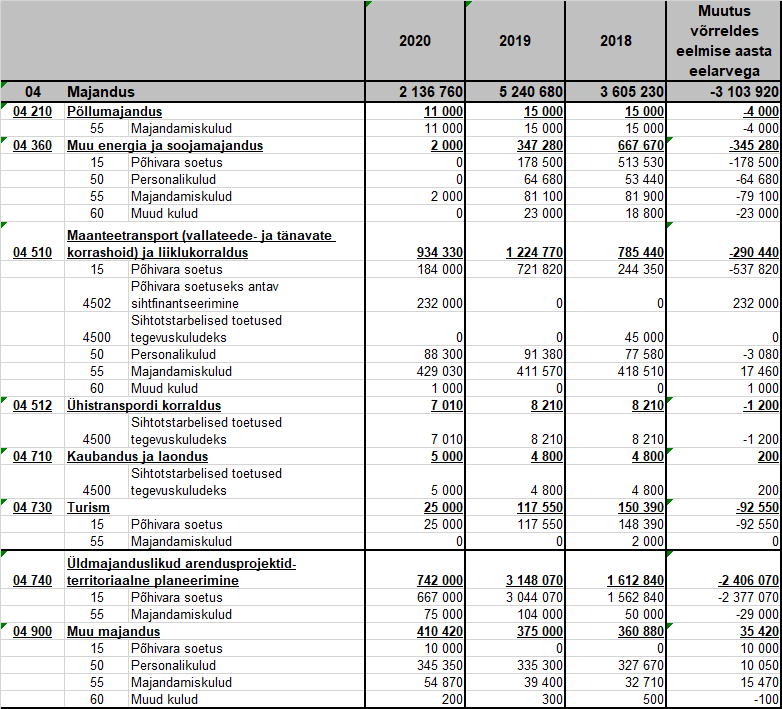 2020 2019 2018 Muutus võrreldes eelmise aasta eelarvega
04 Majandus 2 136 760 5 240 680 3 605 230 -3 103 920
04 210 Põllumajandus 11 000 15 000 15 000 -4 000
55 Majandamiskulud 11 000 15 000 15 000 -4 000
04 360 Muu energia ja soojamajandus 2 000 347 280 667 670 -345 280
15 Põhivara soetus 0 178 500 513 530 -178 500
50 Personalikulud 0 64 680 53 440 -64 680
55 Majandamiskulud 2 000 81 100 81 900 -79 100
60 Muud kulud 0 23 000 18 800 -23 000
Maanteetransport (vallateede- ja tänavate
04 510 korrashoid) ja liiklukorraldus 934 330 1 224 770 785 440 -290 440
15 Põhivara soetus 184 000 721 820 244 350 -537 820
Põhivara soetuseks antav
4502 sihtfinantseerimine 232 000 0 0 232 000
Sihtotstarbelised toetused
4500 tegevuskuludeks 0 0 45 000 0
50 Personalikulud 88 300 91 380 77 580 -3 080
55 Majandamiskulud 429 030 411 570 418 510 17 460
60 Muud kulud 1 000 0 0 1 000
04 512 Ühistranspordi korraldus 7 010 8 210 8 210 -1 200
Sihtotstarbelised toetused
4500 tegevuskuludeks 7 010 8 210 8 210 -1 200
04 710 Kaubandus ja laondus 5 000 4 800 4 800 200
Sihtotstarbelised toetused
4500 tegevuskuludeks 5 000 4 800 4 800 200
04 730 Turism 25 000 117 550 150 390 -92 550
15 Põhivara soetus 25 000 117 550 148 390 -92 550
55 Majandamiskulud 0 0 2 000 0
Üldmajanduslikud arendusprojektid-
04 740 territoriaalne planeerimine 742 000 3 148 070 1 612 840 -2 406 070
15 Põhivara soetus 667 000 3 044 070 1 562 840 -2 377 070
55 Majandamiskulud 75 000 104 000 50 000 -29 000
04 900 Muu majandus 410 420 375 000 360 880 35 420
15 Põhivara soetus 10 000 0 0 10 000
50 Personalikulud 345 350 335 300 327 670 10 050
55 Majandamiskulud 54 870 39 400 32 710 15 470
60 Muud kulud 200 300 500 -100